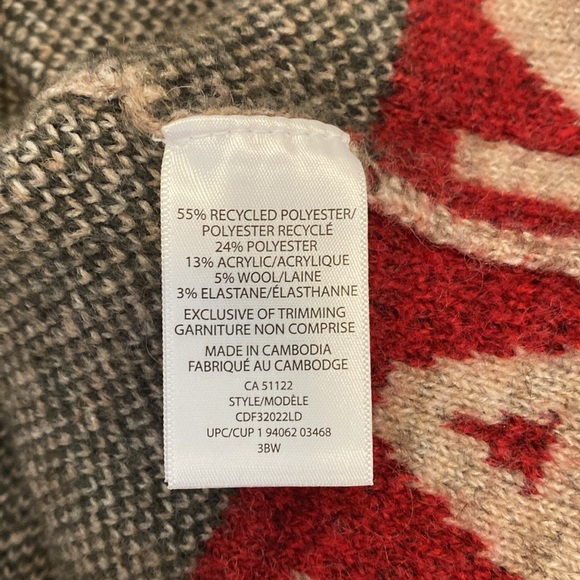 55% RECYCLED POLYESTER/
POLYESTER RECYCLÉ
24% POLYESTER
13% ACRYLIC/ACRYLIQUE
5% WOOL/LAINE
3% ELASTANE/ÉLASTHANNE
EXCLUSIVE OF TRIMMING
GARNITURE NON COMPRISE
MADE IN CAMBODIA
FABRIQUÉ AU CAMBODGE
CA 51122
STYLE/MODÈLE
CDF32022LD
UPC/CUP 1 94062 03468
3BW